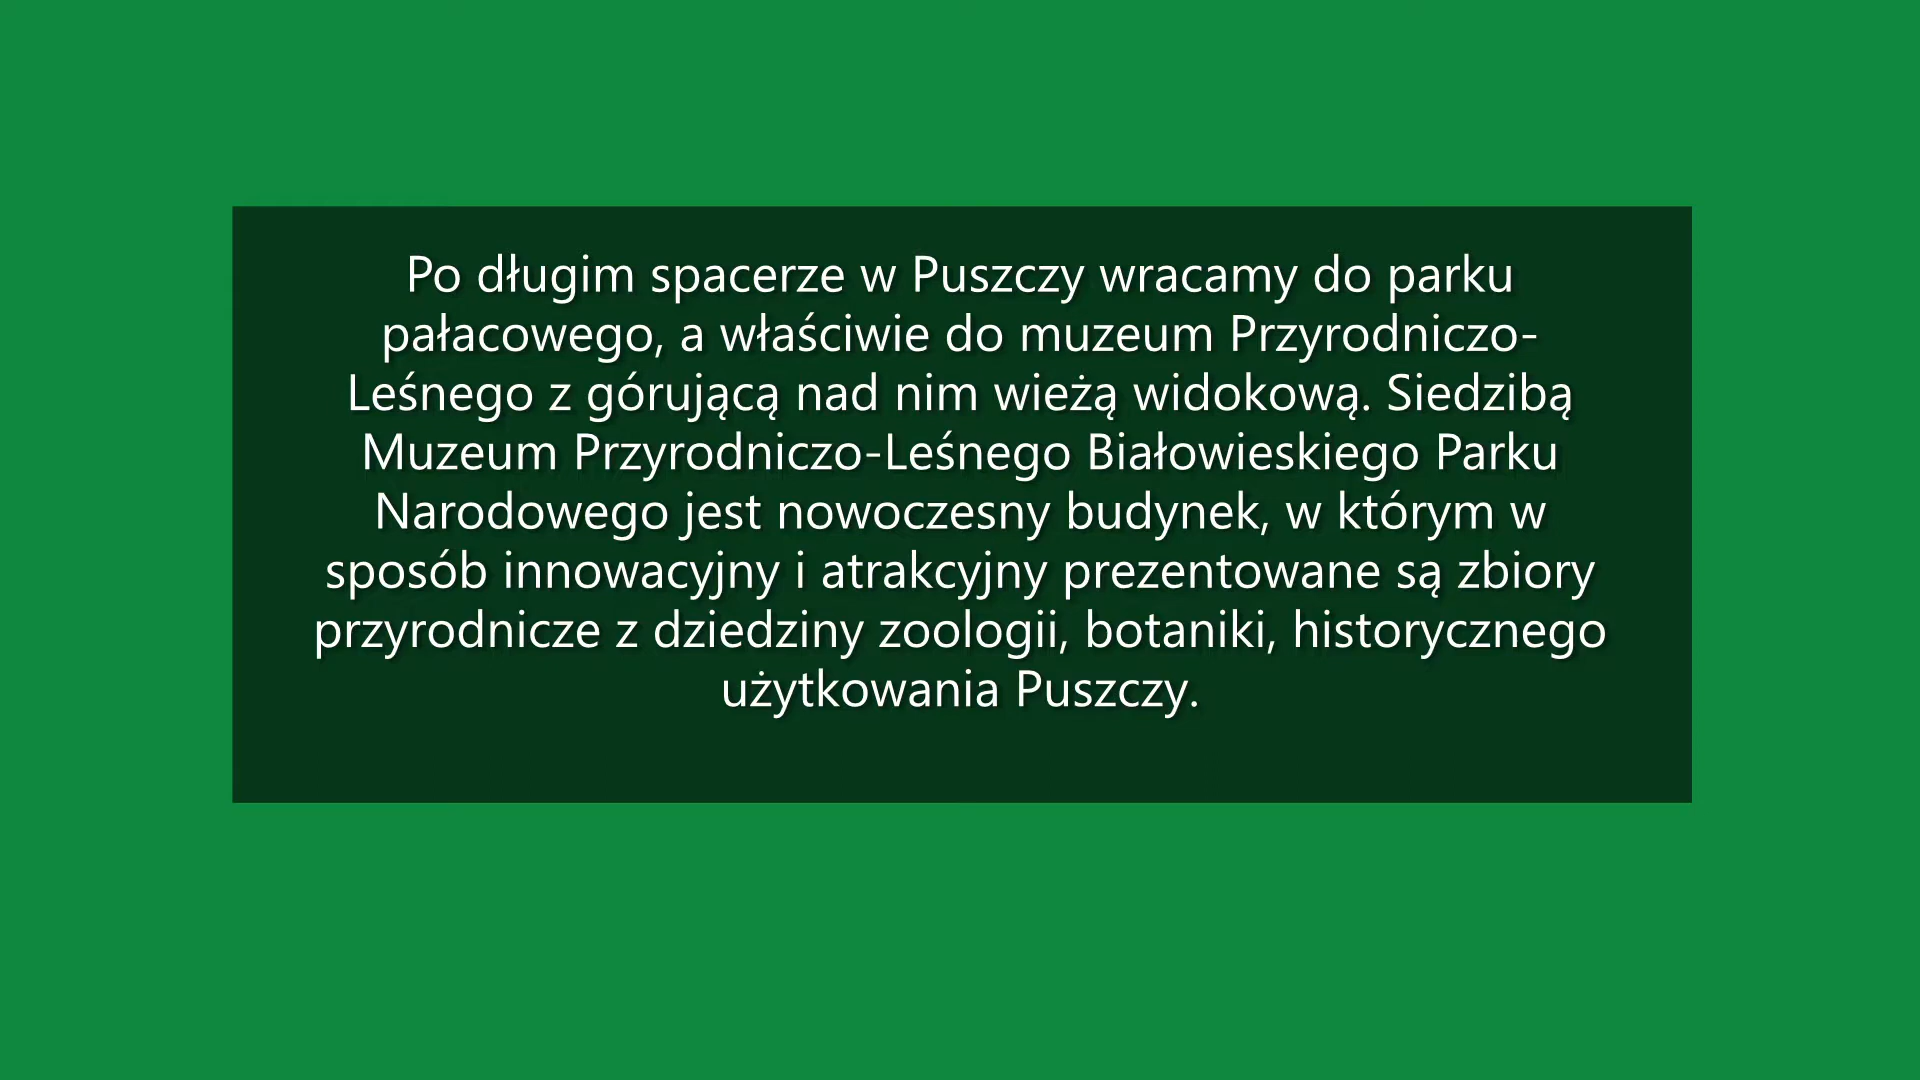 Po długim spacerze w Puszczy wracamy do parku
pałacowego, a właściwie do muzeum Przyrodniczo-
Leśnego z górującą nad nim wieżą widokową. Siedzibą
Muzeum Przyrodniczo-Leśnego Białowieskiego Parku
Narodowego jest nowoczesny budynek, w którym w
sposób innowacyjny i atrakcyjny prezentowane są zbiory
przyrodnicze z dziedziny zoologii, botaniki, historycznego
użytkowania Puszczy.